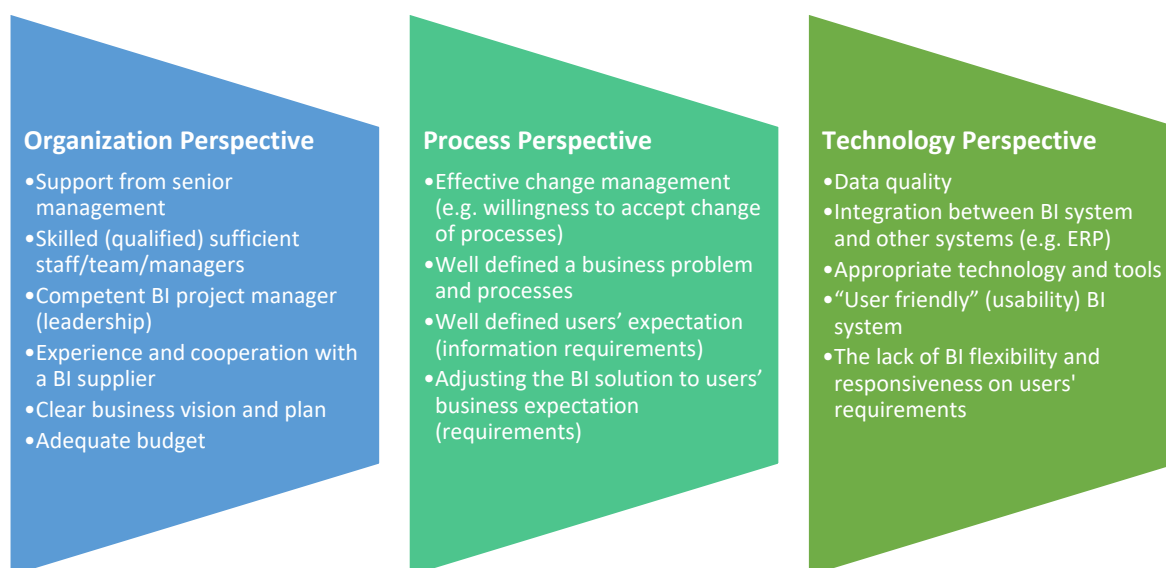 Organization Perspective
•Support from senior
management
•Skilled (qualified) sufficient
staff/team/managers
•Competent BI project manager
(leadership)
•Experience and cooperation with
a BI supplier
•Clear business vision and plan
•Adequate budget
Process Perspective
•Effective change management
(e.g. willingness to accept change
of processes)
•Well defined a business problem
and processes
•Well defined users’ expectation
(information requirements)
•Adjusting the BI solution to users’
business expectation
(requirements)
Technology Perspective
•Data quality
•Integration between BI system
and other systems (e.g. ERP)
•Appropriate technology and tools
•“User friendly” (usability) BI
system
•The lack of BI flexibility and
responsiveness on users'
requirements